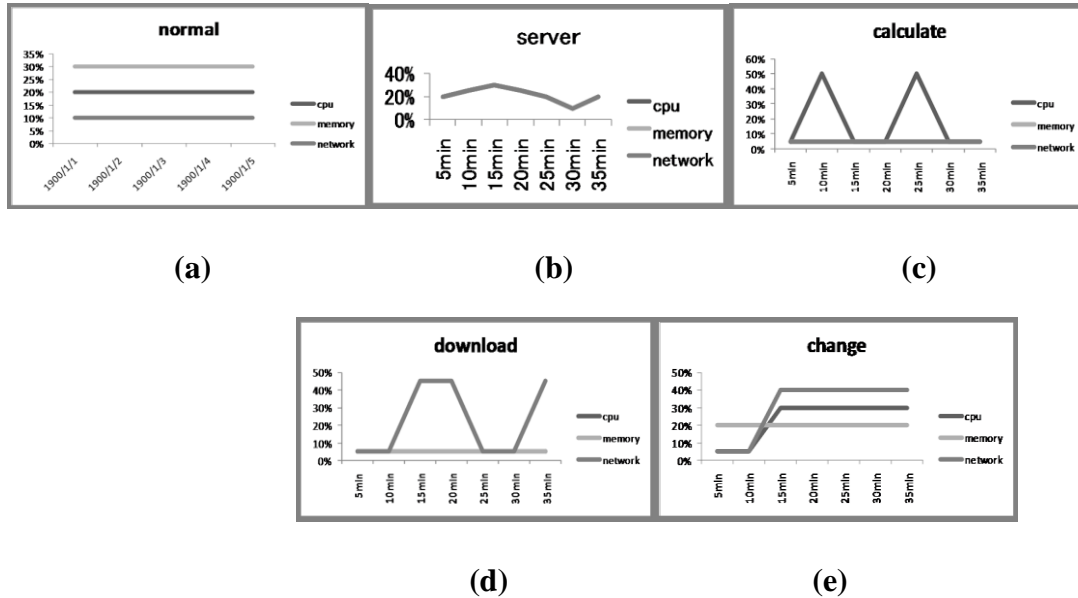 normal
35%
30%
25%
20%
15%
10%
5%
0%
1900/1/1
1900/1/2
1900/1/3
1900/1/4
1900/1/5
cpu
memory
network
(a)
server
40%
20%
0%
5min
10min
15min
20min
25min
30min
35min
cpu
memory
network
(b)
calculate
60%
50%
40%
30%
20%
10%
0%
5min
10min
15min
20min
25min
30min
35min
cpu
memory
network
(c)
download
50%
40%
30%
20%
10%
0%
5min
10min
15min
20min
25min
30min
35min
cpu
memory
network
(d)
change
50%
40%
30%
20%
10%
0%
5min
10min
15min
20min
25min
30min
35min
cpu
memory
network
(e)